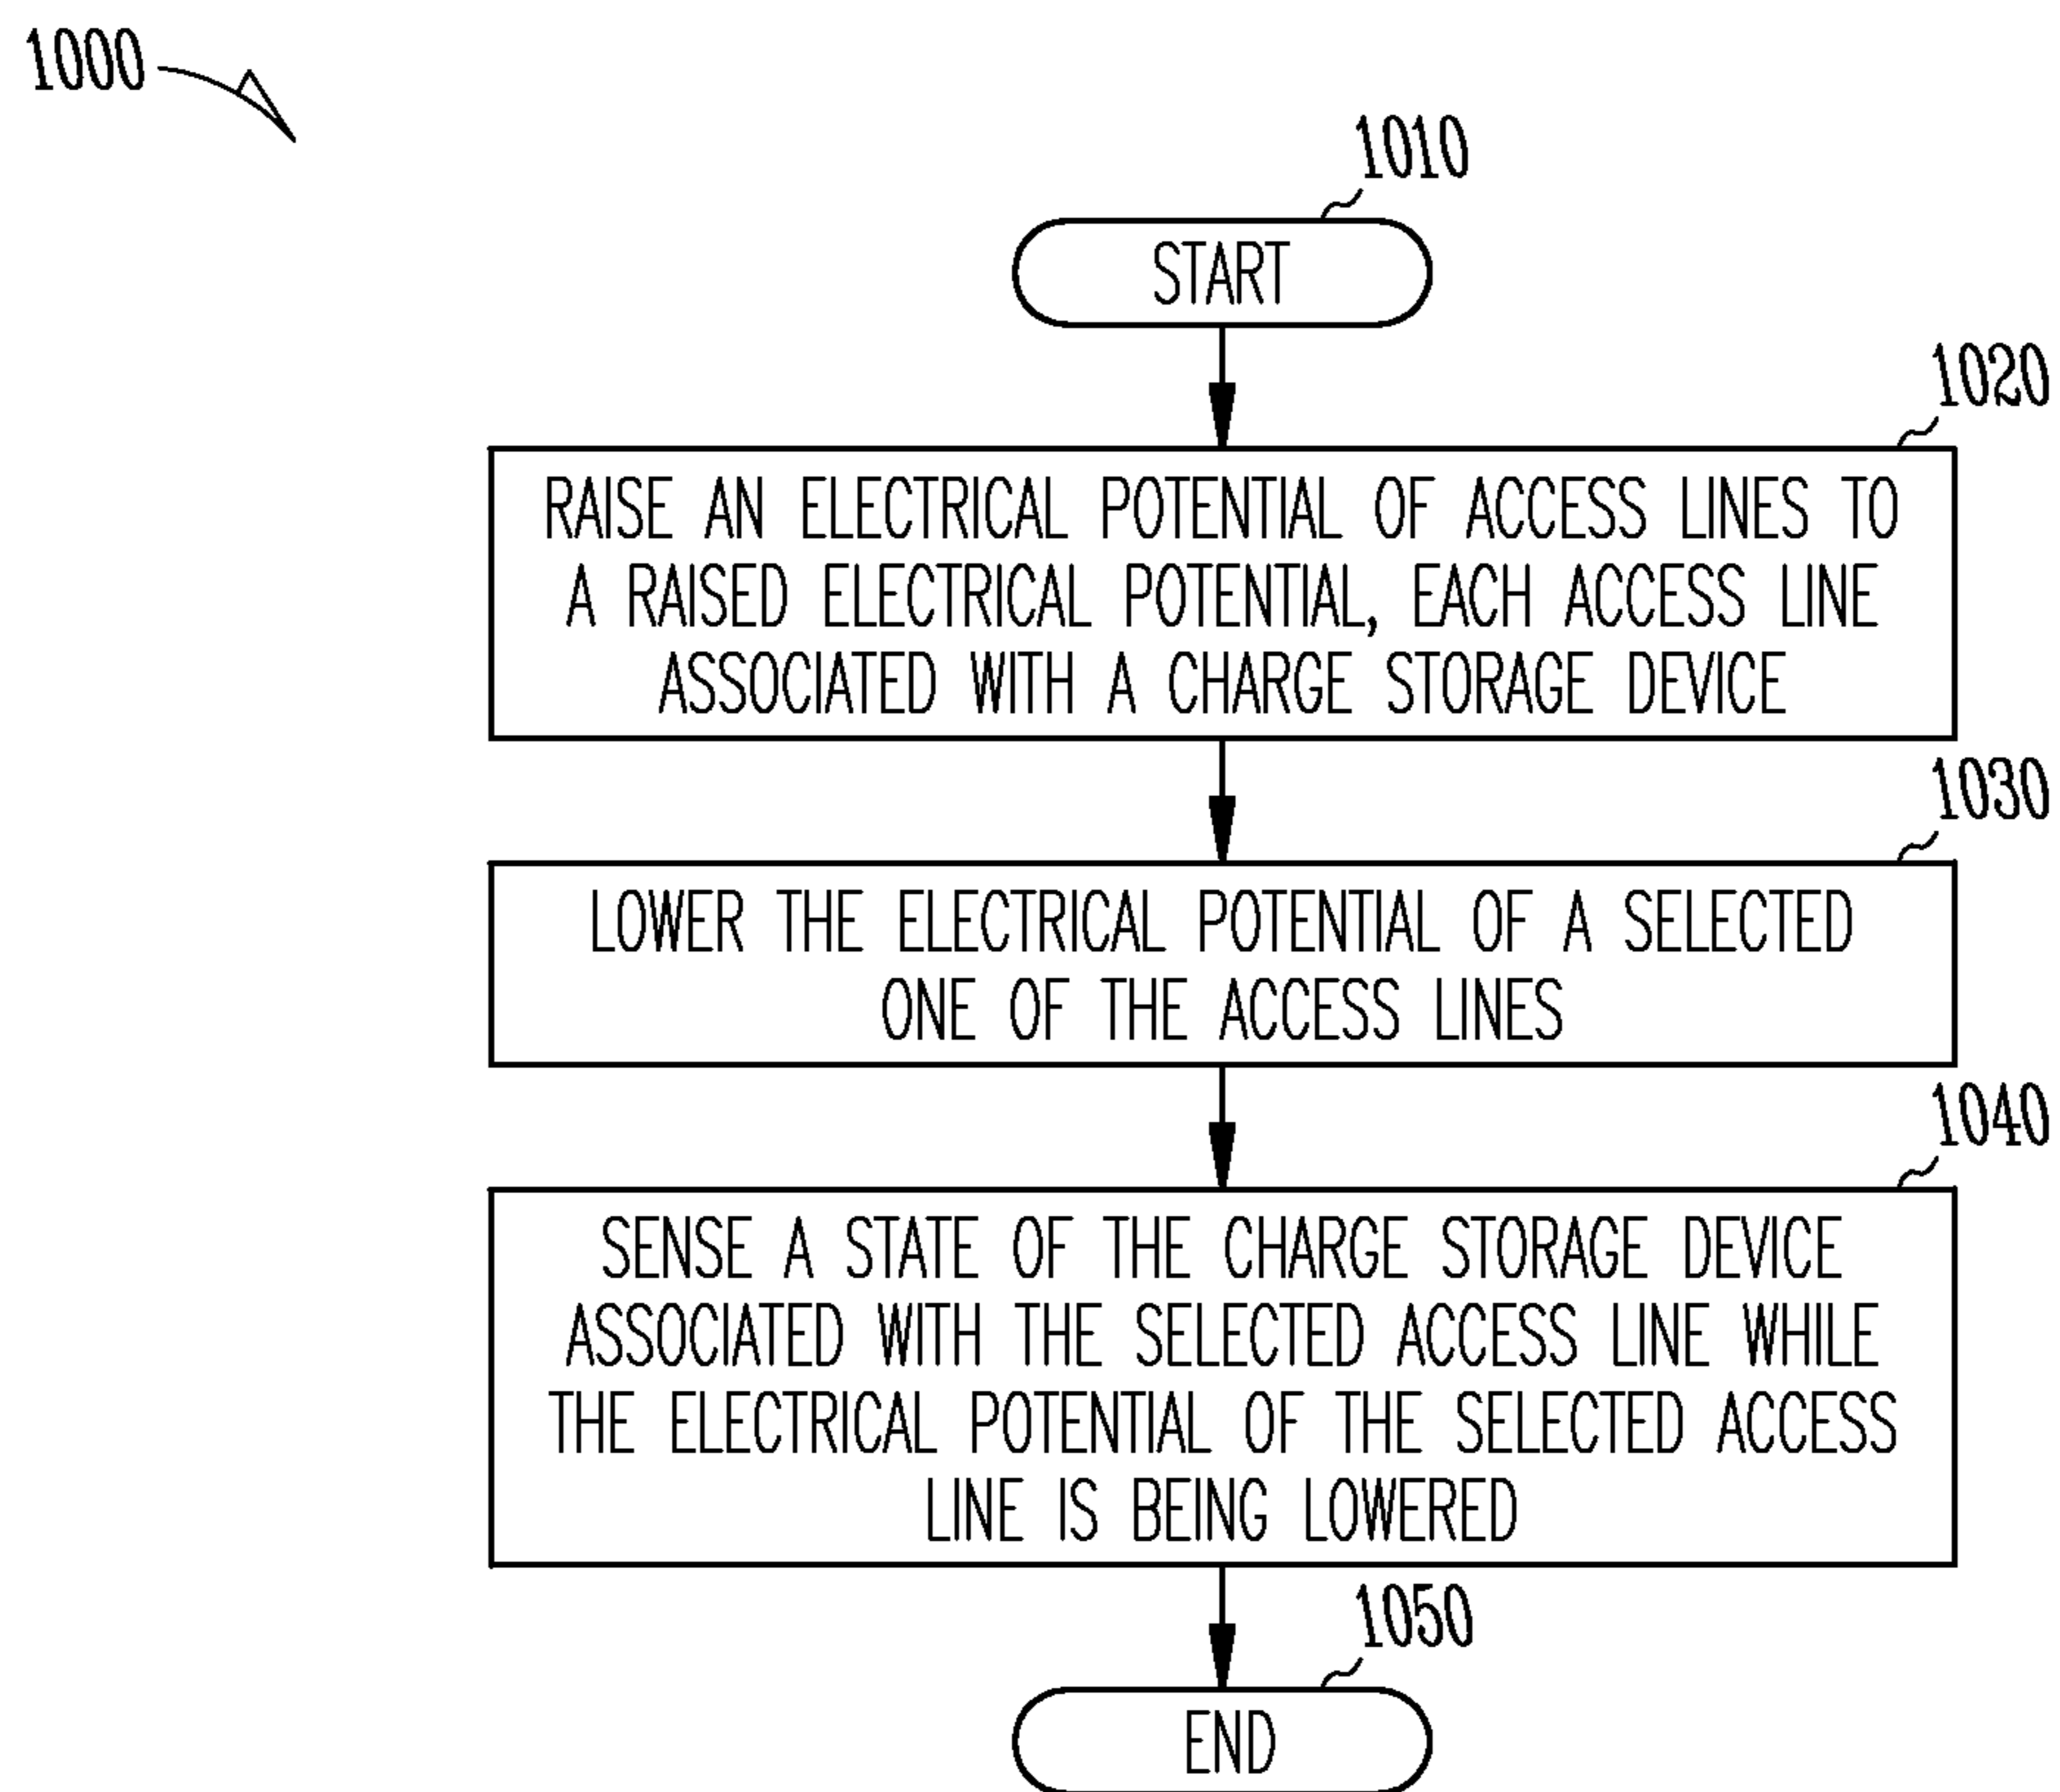 1000
1010
START
1020
RAISE AN ELECTRICAL POTENTIAL OF ACCESS LINES TO
A RAISED ELECTRICAL POTENTIAL, EACH ACCESS LINE
ASSOCIATED WITH A CHARGE STORAGE DEVICE
1030
LOWER THE ELECTRICAL POTENTIAL OF A SELECTED
ONE OF THE ACCESS LINES
1040
SENSE A STATE OF THE CHARGE STORAGE DEVICE
ASSOCIATED WITH THE SELECTED ACCESS LINE WHILE
THE ELECTRICAL POTENTIAL OF THE SELECTED ACCESS
LINE IS BEING LOWERED
1050
END